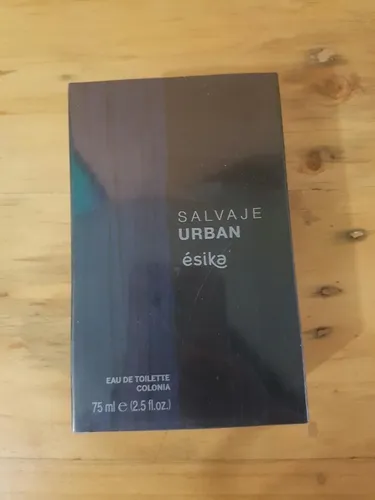 SALVAJE
URBAN
ésika
EAU DE TOILETTE
COLONIA
75 ml e (2.5 fl.oz.)